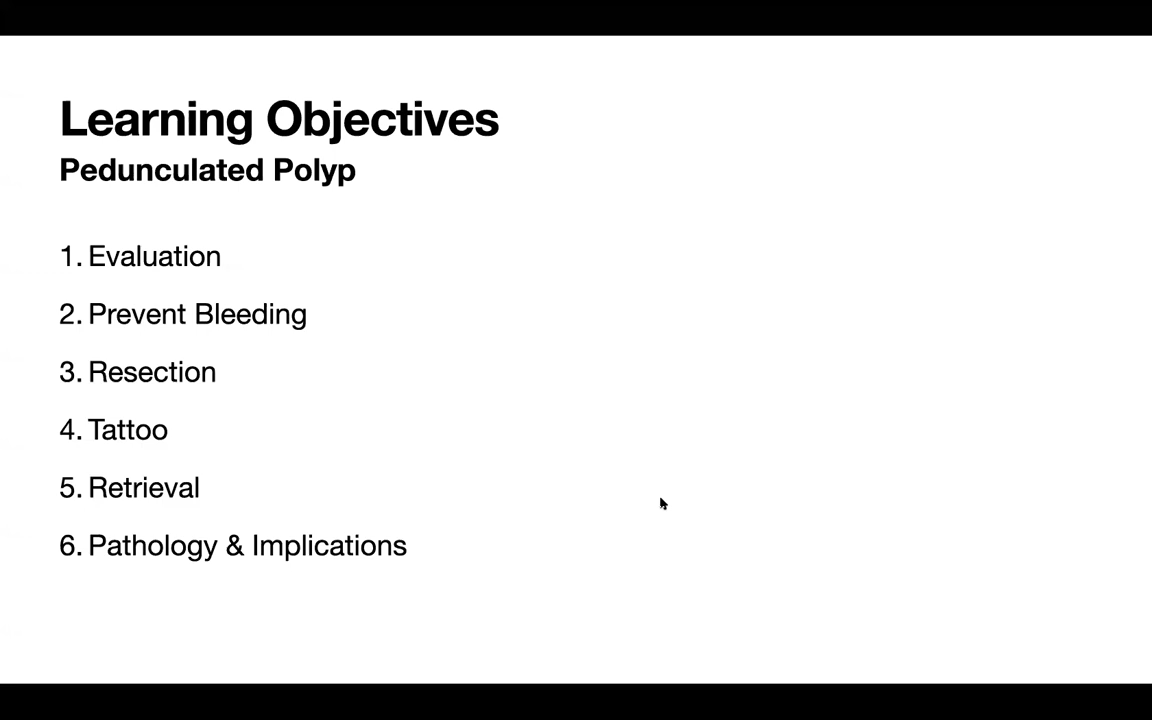 Learning Objectives
Pedunculated Polyp
1. Evaluation
2. Prevent Bleeding
3. Resection
4. Tattoo
5. Retrieval
6. Pathology & Implications